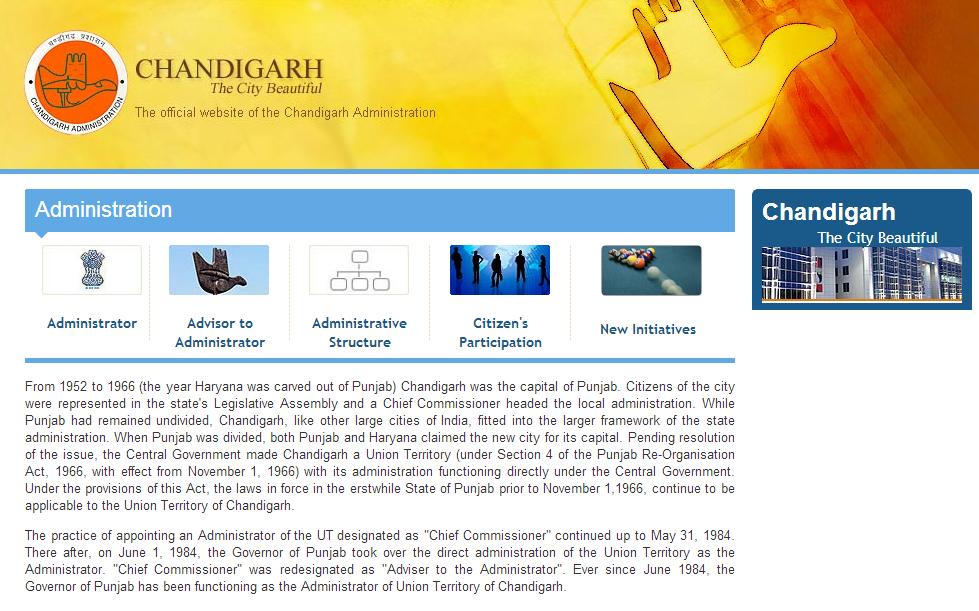 चण्डीगढ़ प्रशासन
CHANDIGARH ADMINISTRATION
CHANDIGARH
The City Beautiful
The official website of the Chandigarh Administration
Administration
Chandigarh
The City Beautiful
Administrator
Advisor to
Administrator
Administrative
Structure
Citizen's
Participation
New Initiatives
From 1952 to 1966 (the year Haryana was carved out of Punjab) Chandigarh was the capital of Punjab. Citizens of the city
were represented in the state's Legislative Assembly and a Chief Commissioner headed the local administration. While
Punjab had remained undivided, Chandigarh, like other large cities of India, fitted into the larger framework of the state
administration. When Punjab was divided, both Punjab and Haryana claimed the new city for its capital. Pending resolution
of the issue, the Central Government made Chandigarh a Union Territory (under Section 4 of the Punjab Re-Organisation
Act, 1966, with effect from November 1, 1966) with its administration functioning directly under the Central Government.
Under the provisions of this Act, the laws in force in the erstwhile State of Punjab prior to November 1,1966, continue to be
applicable to the Union Territory of Chandigarh.
The practice of appointing an Administrator of the UT designated as "Chief Commissioner" continued up to May 31, 1984.
There after, on June 1, 1984, the Governor of Punjab took over the direct administration of the Union Territory as the
Administrator. "Chief Commissioner" was redesignated as "Adviser to the Administrator". Ever since June 1984, the
Governor of Punjab has been functioning as the Administrator of Union Territory of Chandigarh.